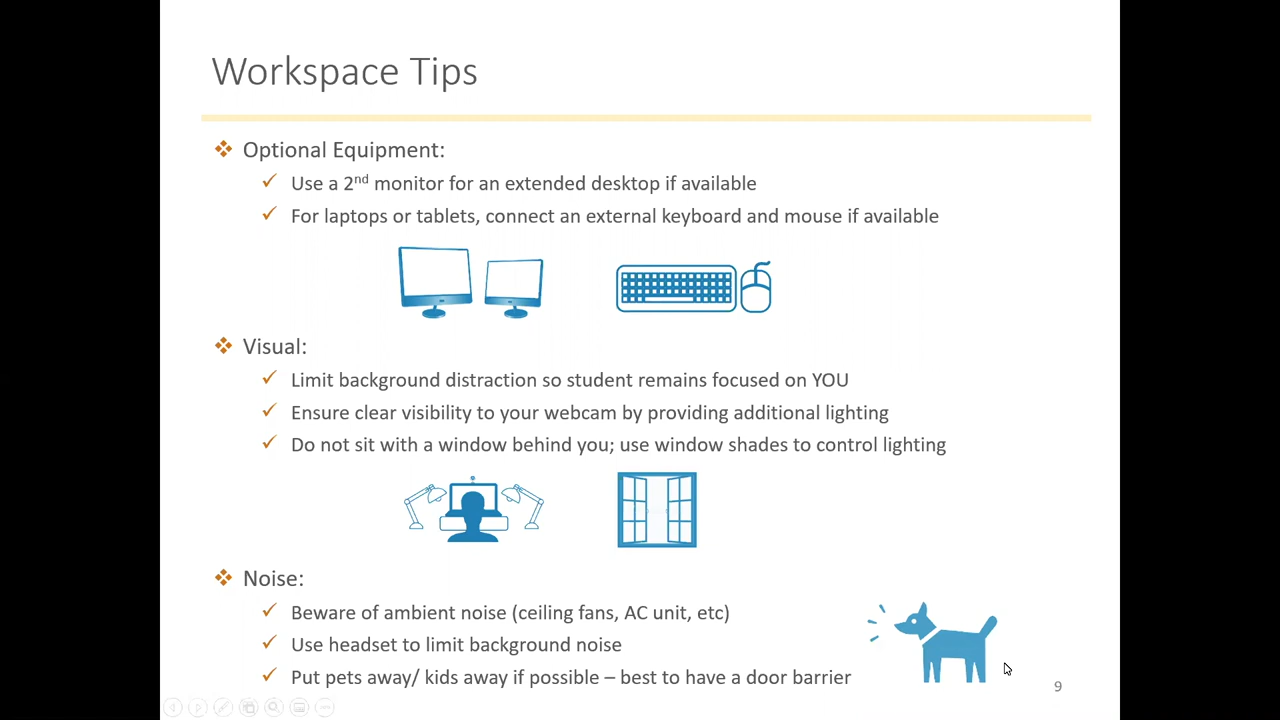 Workspace Tips
Optional Equipment:
Use a 2nd monitor for an extended desktop if available
For laptops or tablets, connect an external keyboard and mouse if available
Visual:
Limit background distraction so student remains focused on YOU
Ensure clear visibility to your webcam by providing additional lighting
Do not sit with a window behind you; use window shades to control lighting
Noise:
Beware of ambient noise (ceiling fans, AC unit, etc)
Use headset to limit background noise
Put pets away/ kids away if possible – best to have a door barrier
9